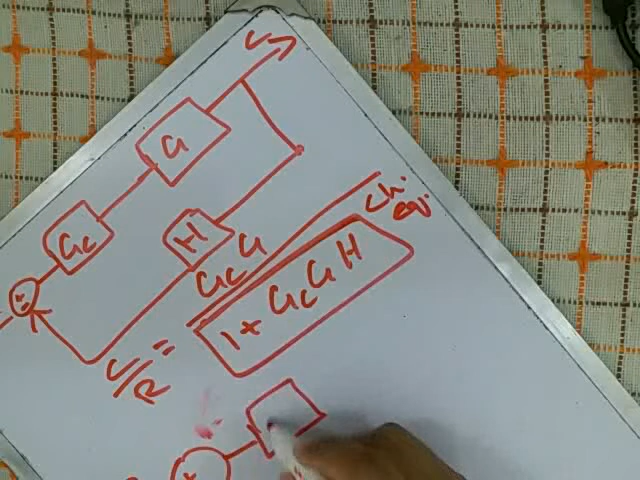 C
G
Gc
H
+
-
C/R = GcG
1 + GcGH
ch. eq.
+